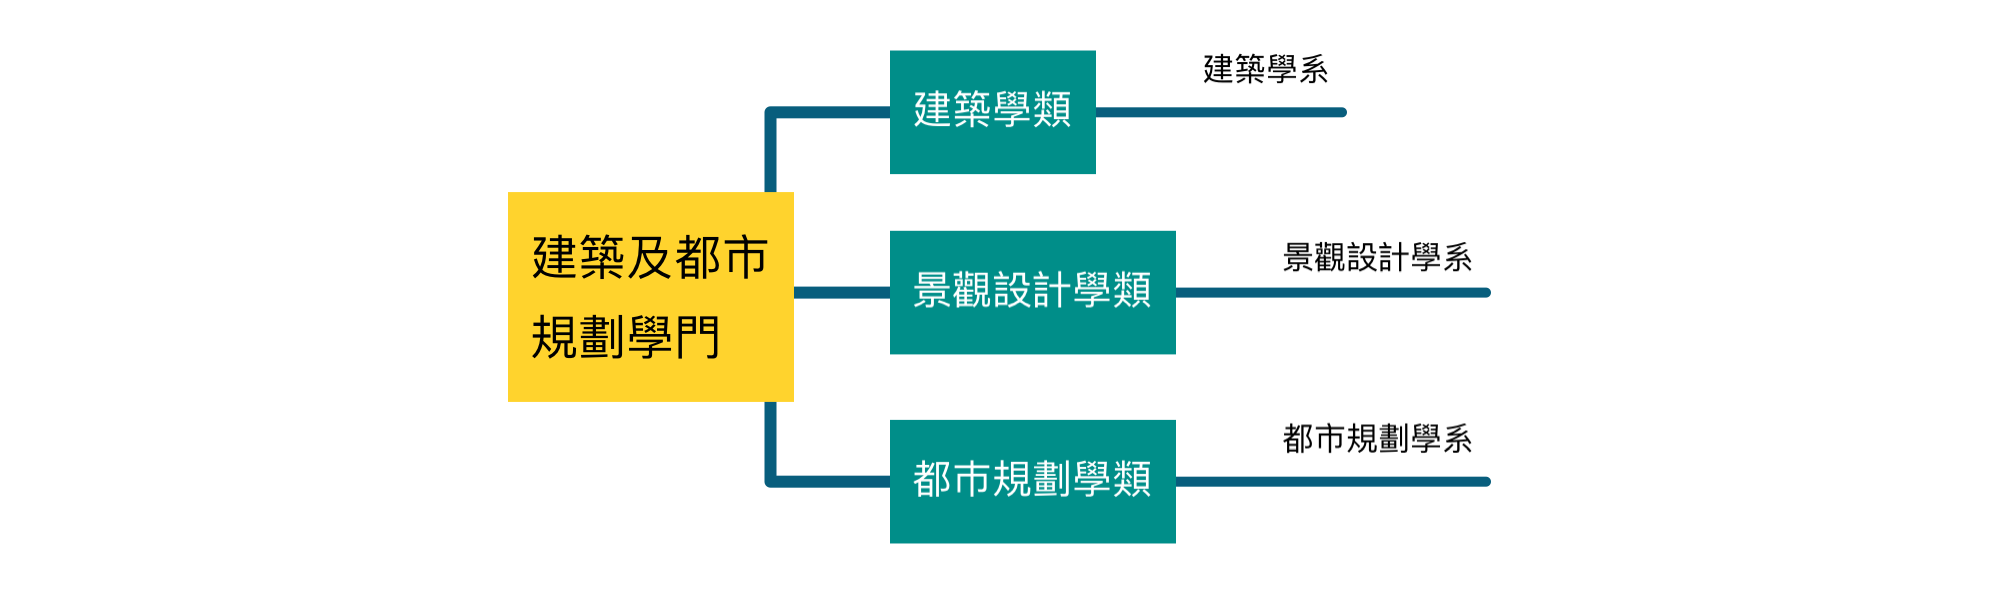 建築及都市
規劃學門
建築學類
建築學系
景觀設計學類
景觀設計學系
都市規劃學類
都市規劃學系